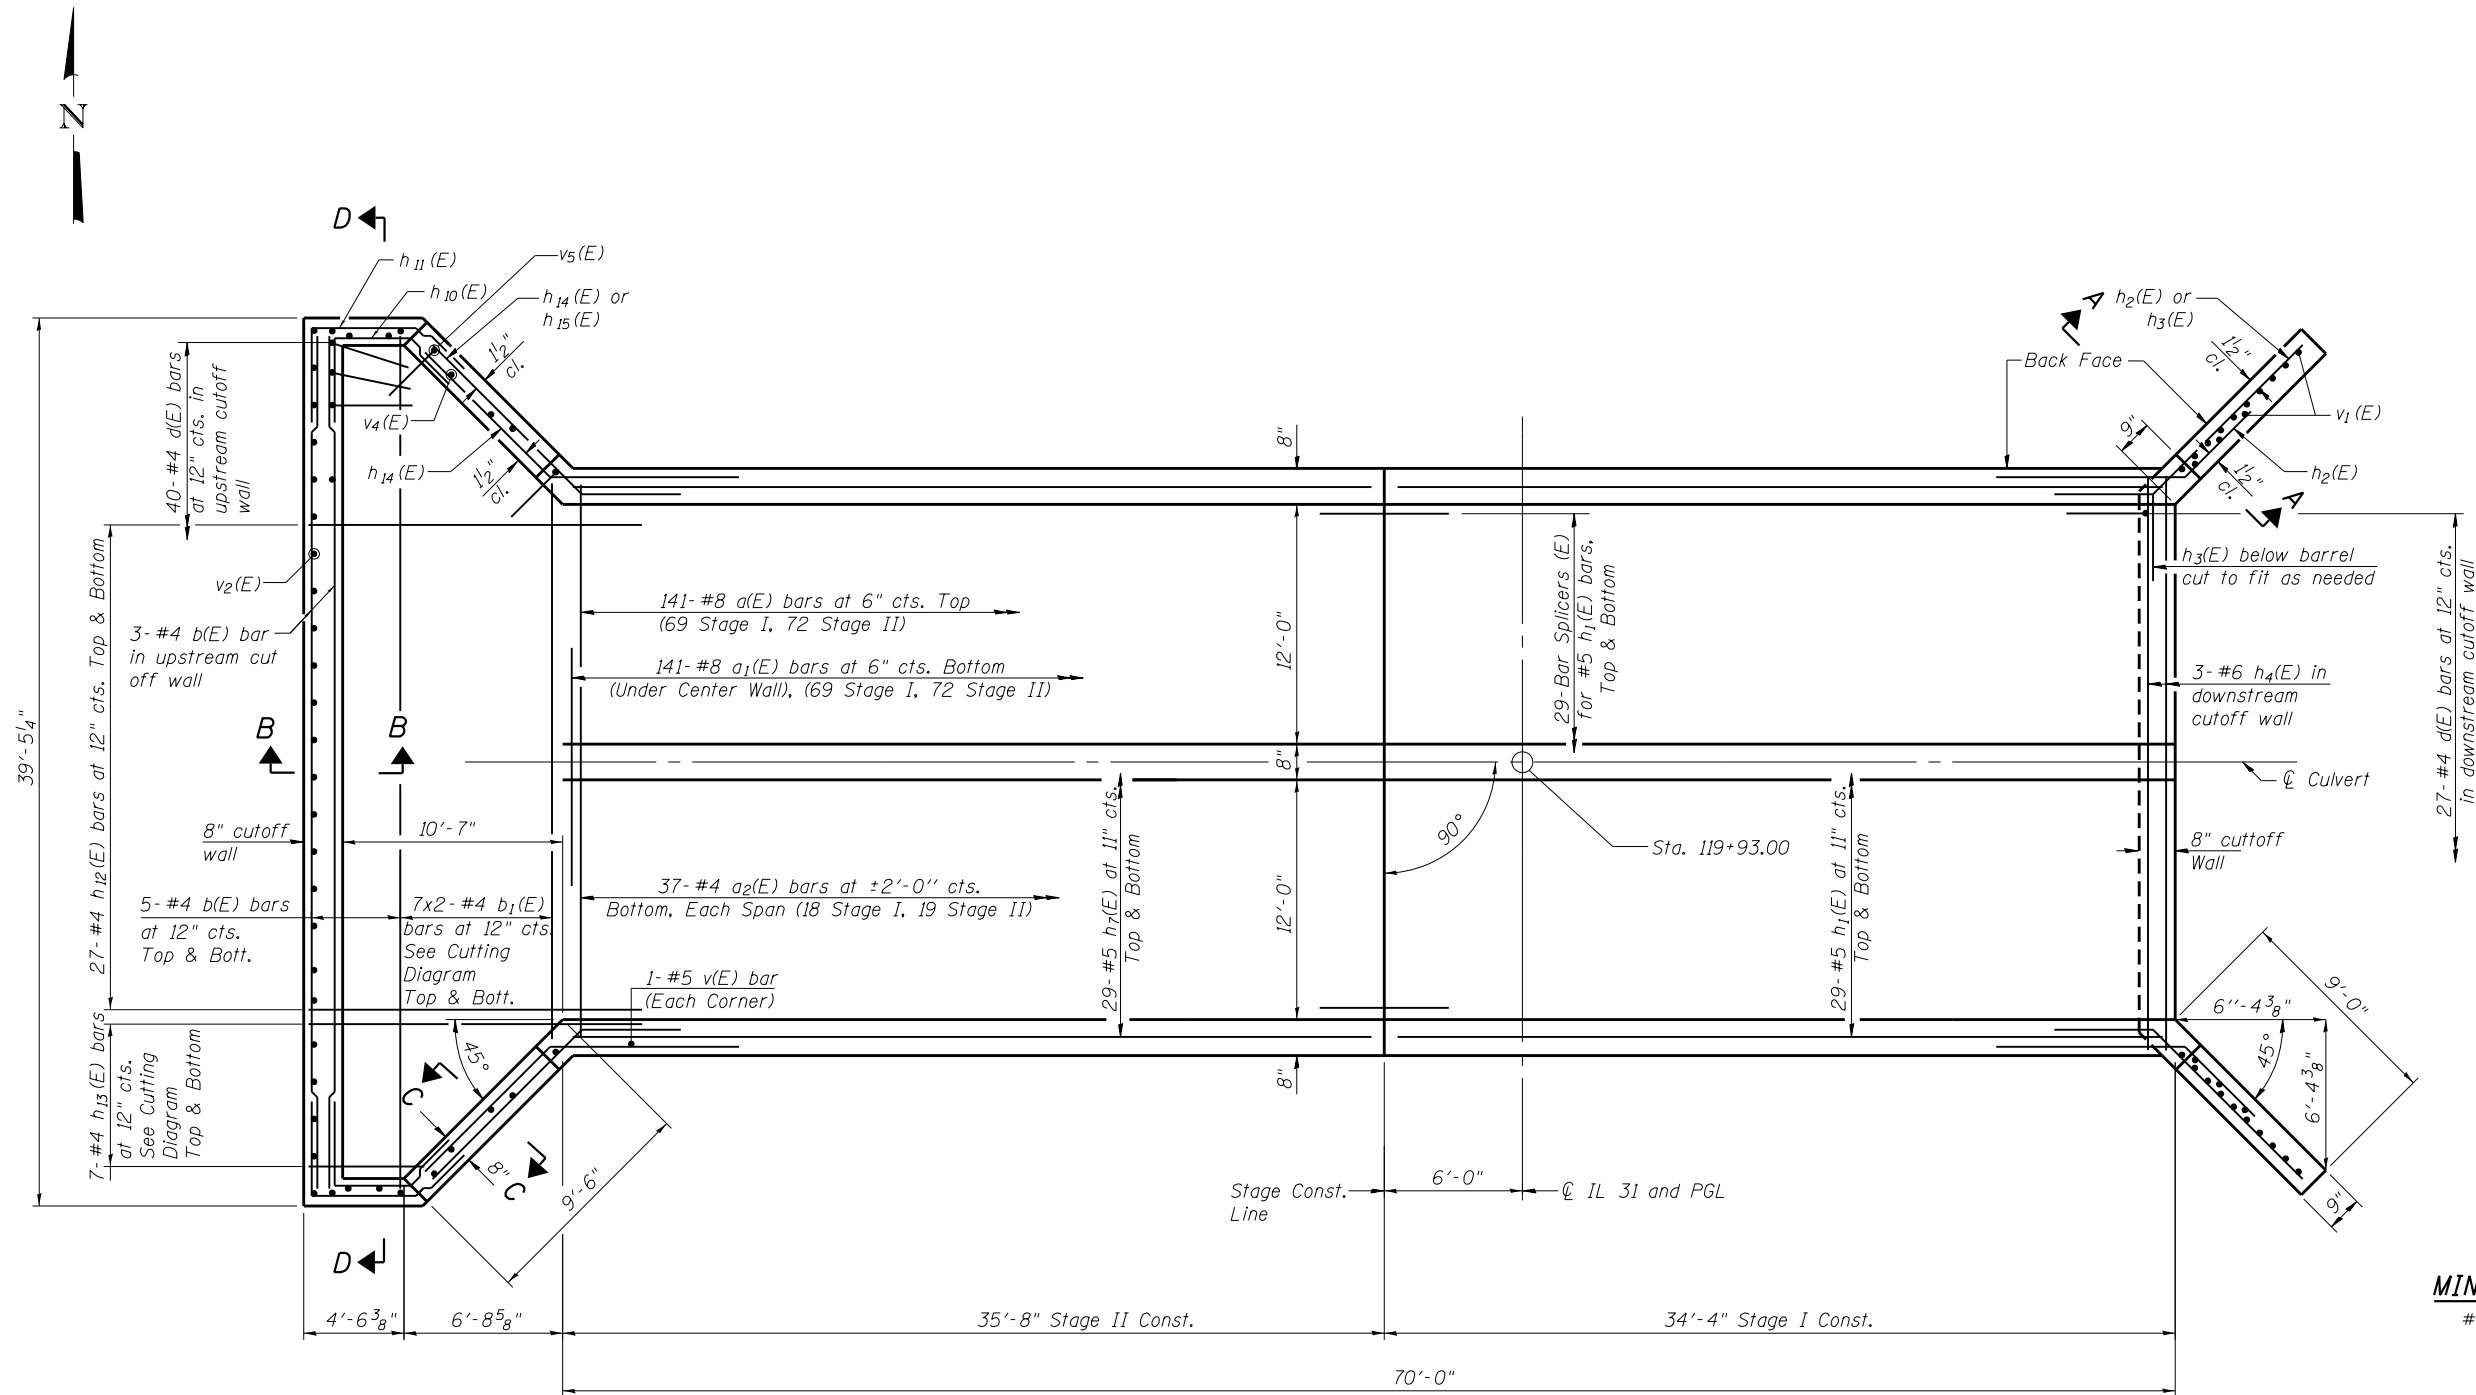 N
D
h11(E)
h10(E)
v5(E)
h14(E) or
h15(E)
1½"
cl.
40-#4 d(E) bars
at 12" cts. in
upstream cutoff
wall
v4(E)
h14(E)
1½"
cl.
39'-5¼"
27-#4 h12(E) bars at 12" cts. Top & Bottom
v2(E)
3-#4 b(E) bar
in upstream cut
off wall
B
B
8" cutoff
wall
10'-7"
5-#4 b(E) bars
at 12" cts.
Top & Bott.
7x2-#4 b1(E)
bars at 12" cts.
See Cutting
Diagram
Top & Bott.
7-#4 h13(E) bars
at 12" cts.
See Cutting
Diagram
Top & Bottom
141-#8 a(E) bars at 6" cts. Top
(69 Stage I, 72 Stage II)
141-#8 a1(E) bars at 6" cts. Bottom
(Under Center Wall), (69 Stage I, 72 Stage II)
37-#4 a2(E) bars at ±2'-0'' cts.
Bottom, Each Span (18 Stage I, 19 Stage II)
1-#5 v(E) bar
(Each Corner)
45°
C
C
8"
9'-6"
D
4'-6⅜"
6'-8⅝"
35'-8" Stage II Const.
34'-4" Stage I Const.
70'-0"
8"
12'-0"
8"
12'-0"
8"
29-#5 h7(E) at 11" cts.
Top & Bottom
29-Bar Splicers (E)
for #5 h1(E) bars,
Top & Bottom
90°
Sta. 119+93.00
29-#5 h1(E) at 11" cts.
Top & Bottom
Stage Const.
Line
6'-0"
℄ IL 31 and PGL
A
h2(E) or
h3(E)
Back Face
1½"
cl.
v1(E)
9"
h2(E)
1½"
cl.
A
h3(E) below barrel
cut to fit as needed
3-#6 h4(E) in
downstream
cutoff wall
27-#4 d(E) bars at 12" cts.
in downstream cutoff wall
℄ Culvert
8" cuttoff
Wall
6''-4⅜"
9'-0"
45°
6'-4⅜"
9"
MIN
#